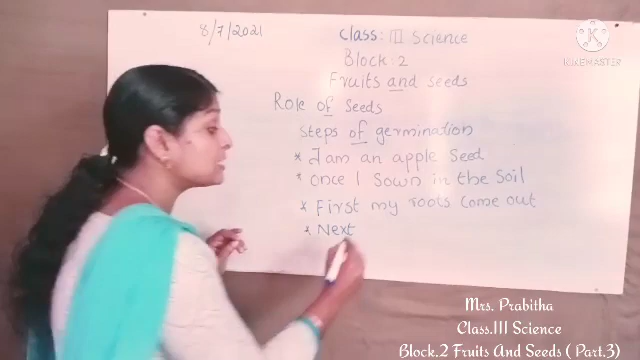 8/7/2021
Class: III Science
Block: 2
Fruits and seeds
Role of Seeds
Steps of germination
* I am an apple seed
* Once I sown in the Soil
* First my roots come out
* Next
KINEMASTER
Mrs. Prabitha
Class.III Science
Block.2 Fruits And Seeds ( Part.3)